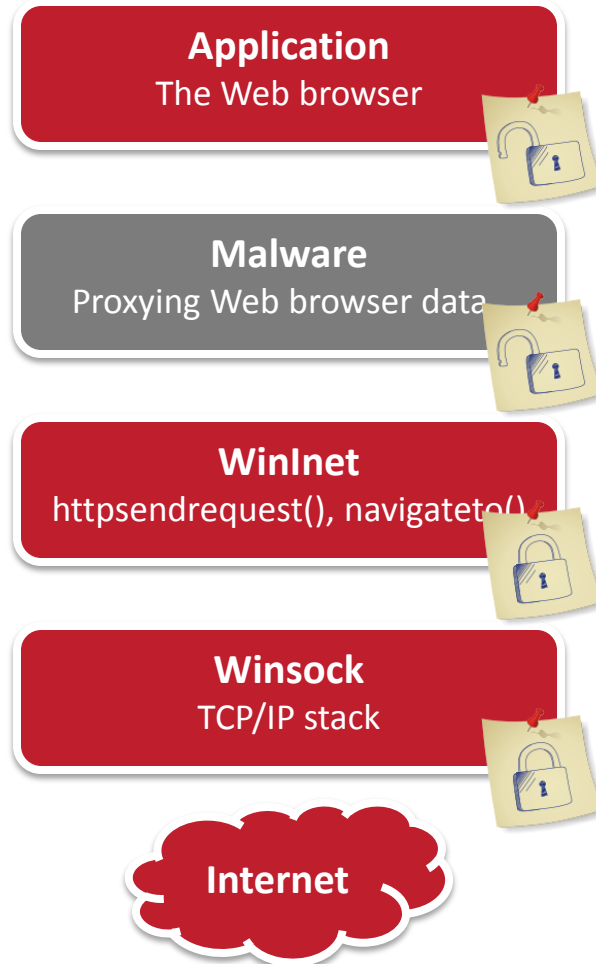 Application
The Web browser
Malware
Proxying Web browser data
WinInet
httpsendrequest(), navigateto()
Winsock
TCP/IP stack
Internet